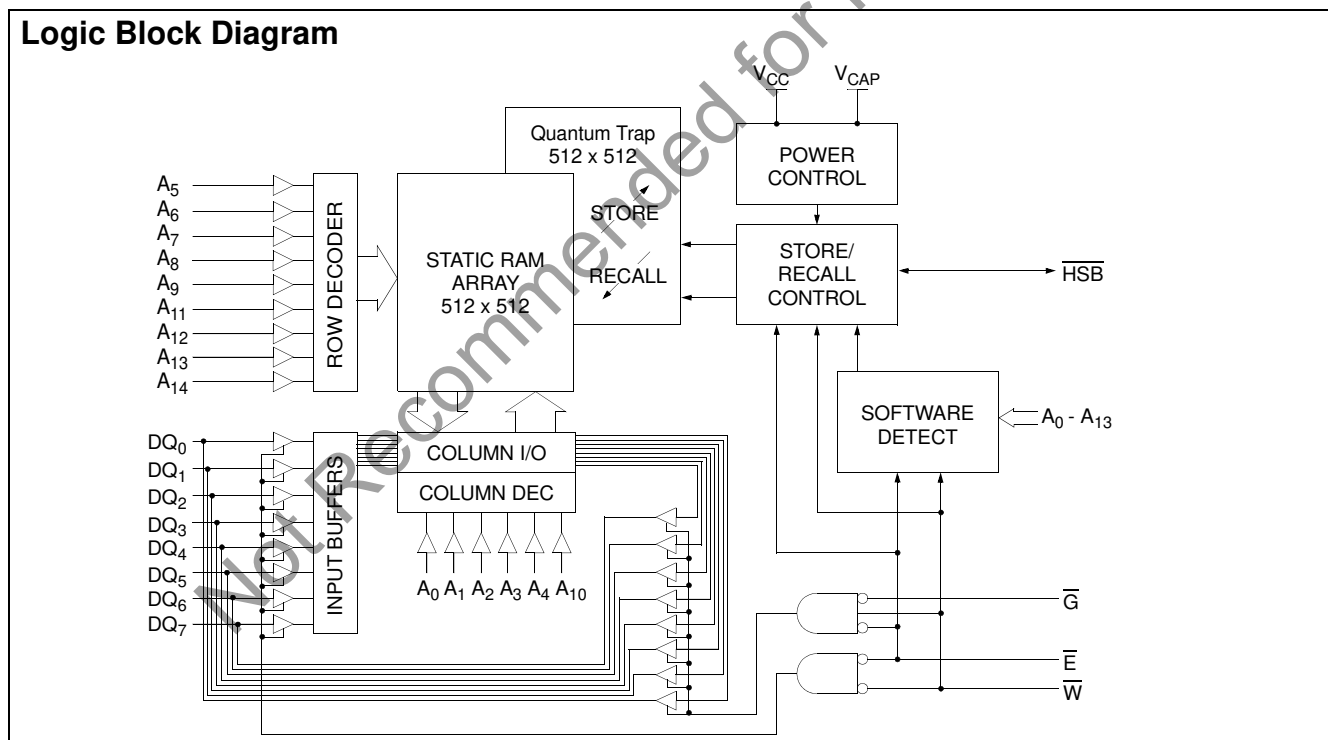 Logic Block Diagram
Not Recommended for
V_CC
V_CAP
Quantum Trap
512 x 512
POWER
CONTROL
A5
A6
A7
A8
A9
A11
A12
A13
A14
ROW DECODER
STATIC RAM
ARRAY
512 x 512
STORE
RECALL
STORE/
RECALL
CONTROL
HSB
SOFTWARE
DETECT
A0 - A13
DQ0
DQ1
DQ2
DQ3
DQ4
DQ5
DQ6
DQ7
INPUT BUFFERS
COLUMN I/O
COLUMN DEC
A0 A1 A2 A3 A4 A10
G
E
W